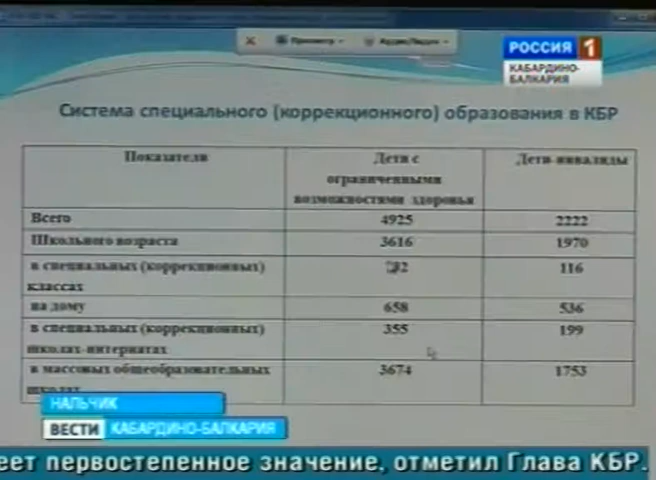 Просмотр
Аудио/Видео
РОССИЯ 1
КАБАРДИНО-
БАЛКАРИЯ
Система специального (коррекционного) образования в КБР
Показатели
Дети с
ограниченными
возможностями здоровья
Дети-инвалиды
Всего 4925 2222
Школьного возраста 3616 1970
в специальных (коррекционных)
классах
116
на дому 658 536
в специальных (коррекционных)
школах-интернатах
355 199
в массовых общеобразовательных
школах
3674 1753
НАЛЬЧИК
ВЕСТИ КАБАРДИНО-БАЛКАРИЯ
еет первостепенное значение, отметил Глава КБР.